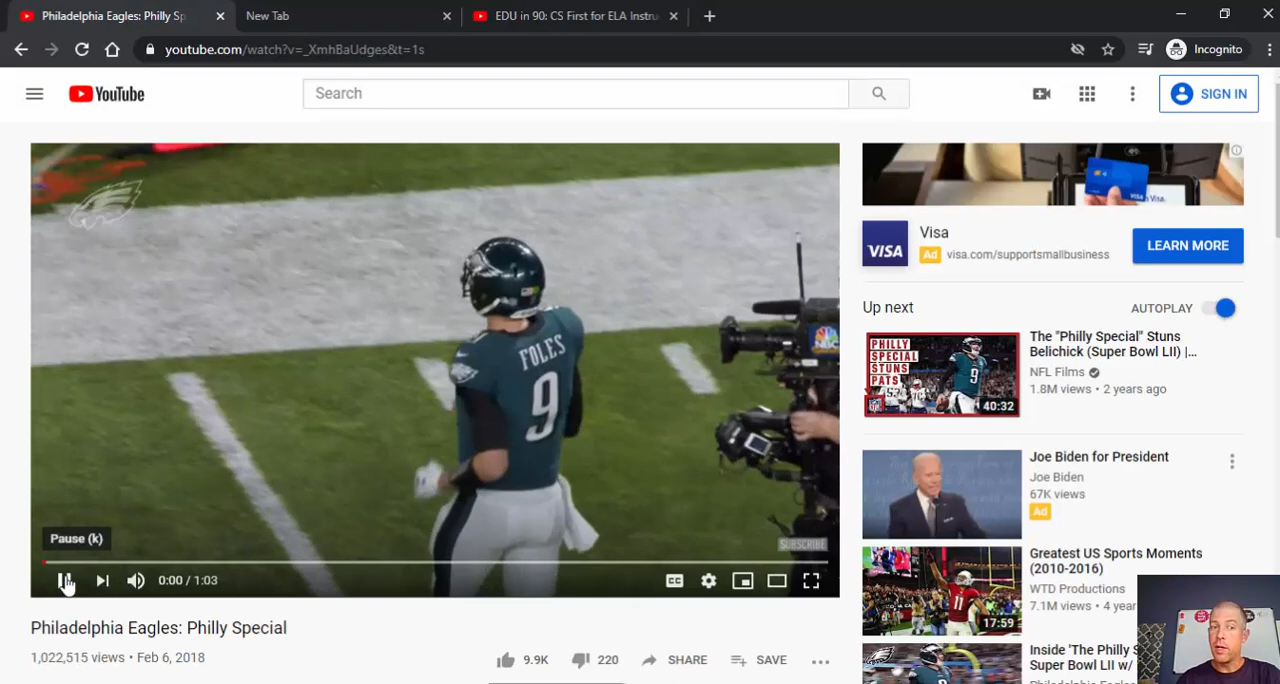 Philadelphia Eagles: Philly Sp
New Tab
EDU in 90: CS First for ELA Instru
youtube.com/watch?v=_XmhBaUdges&t=1s
Incognito
YouTube
Search
SIGN IN
FOLES
9
Pause (k)
SUBSCRIBE
0:00 / 1:03
CC
Philadelphia Eagles: Philly Special
1,022,515 views • Feb 6, 2018
9.9K
220
SHARE
SAVE
VISA
Visa
Ad visa.com/supportsmallbusiness
LEARN MORE
Up next
AUTOPLAY
PHILLY
SPECIAL
STUNS
PATS
40:32
The "Philly Special" Stuns
Belichick (Super Bowl LII) |...
NFL Films
1.8M views • 2 years ago
Joe Biden for President
Joe Biden
67K views
Ad
11
17:59
Greatest US Sports Moments
(2010-2016)
WTD Productions
7.1M views • 4 year
Inside 'The Philly S
Super Bowl LII w/